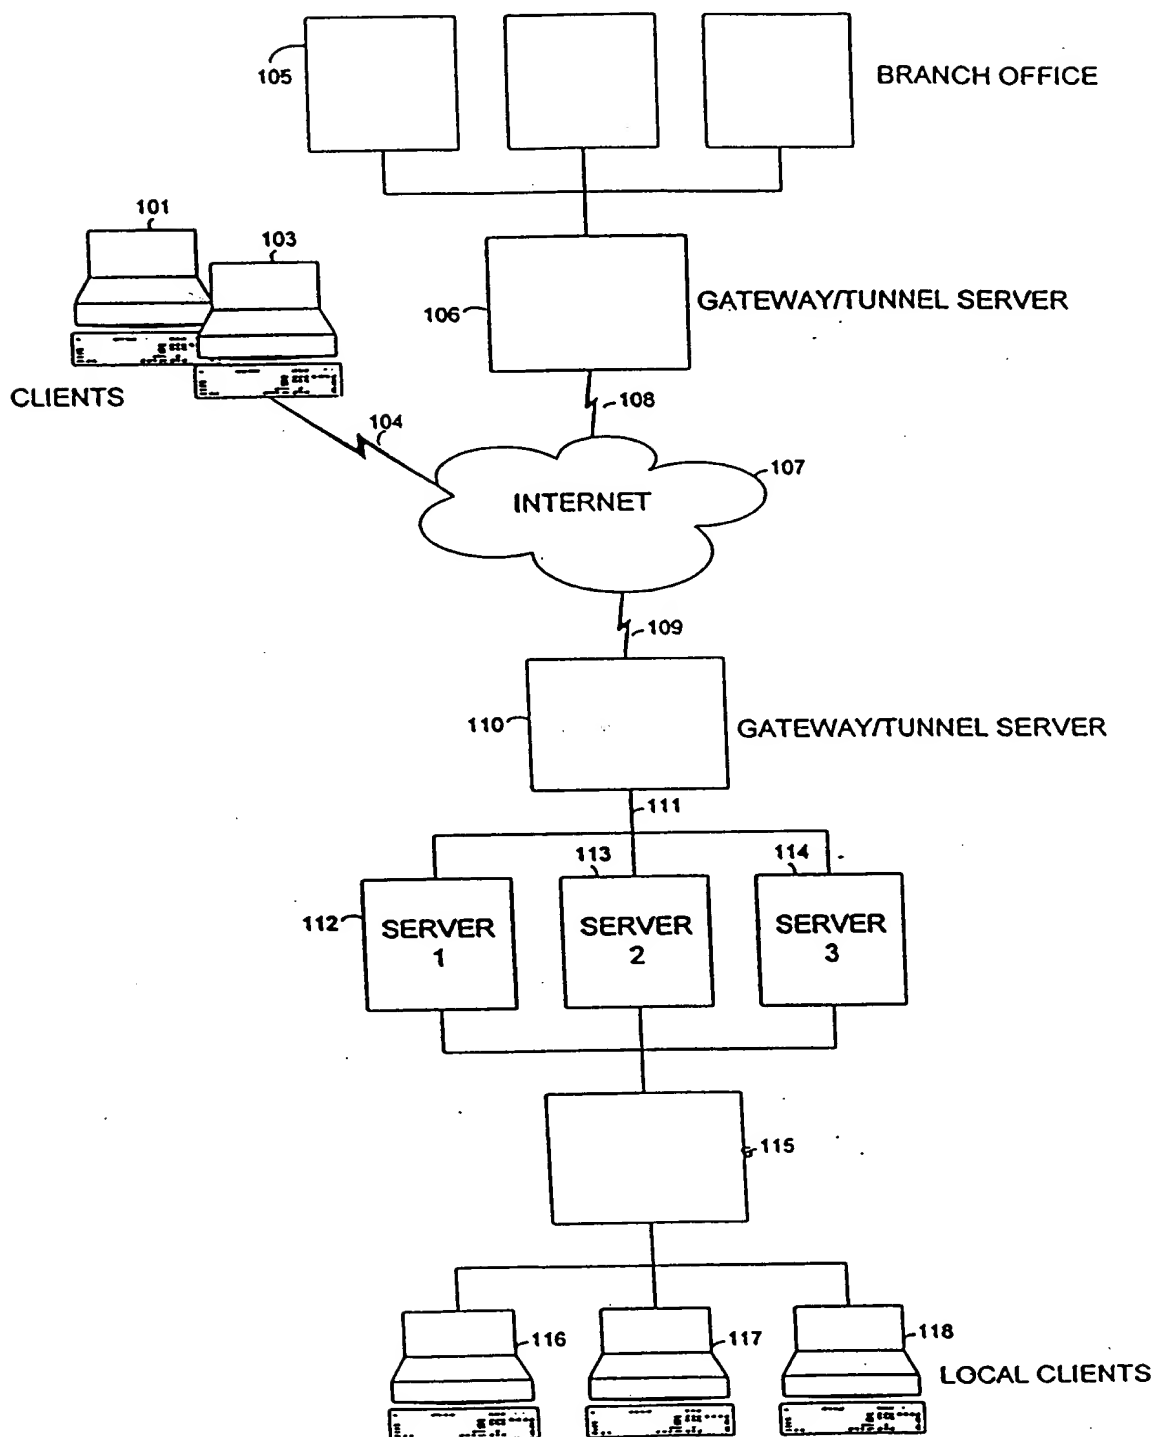 105
BRANCH OFFICE
101
103
106
GATEWAY/TUNNEL SERVER
CLIENTS
104
108
107
INTERNET
109
110
GATEWAY/TUNNEL SERVER
111
113
114
112
SERVER
1
SERVER
2
SERVER
3
115
116
117
118
LOCAL CLIENTS